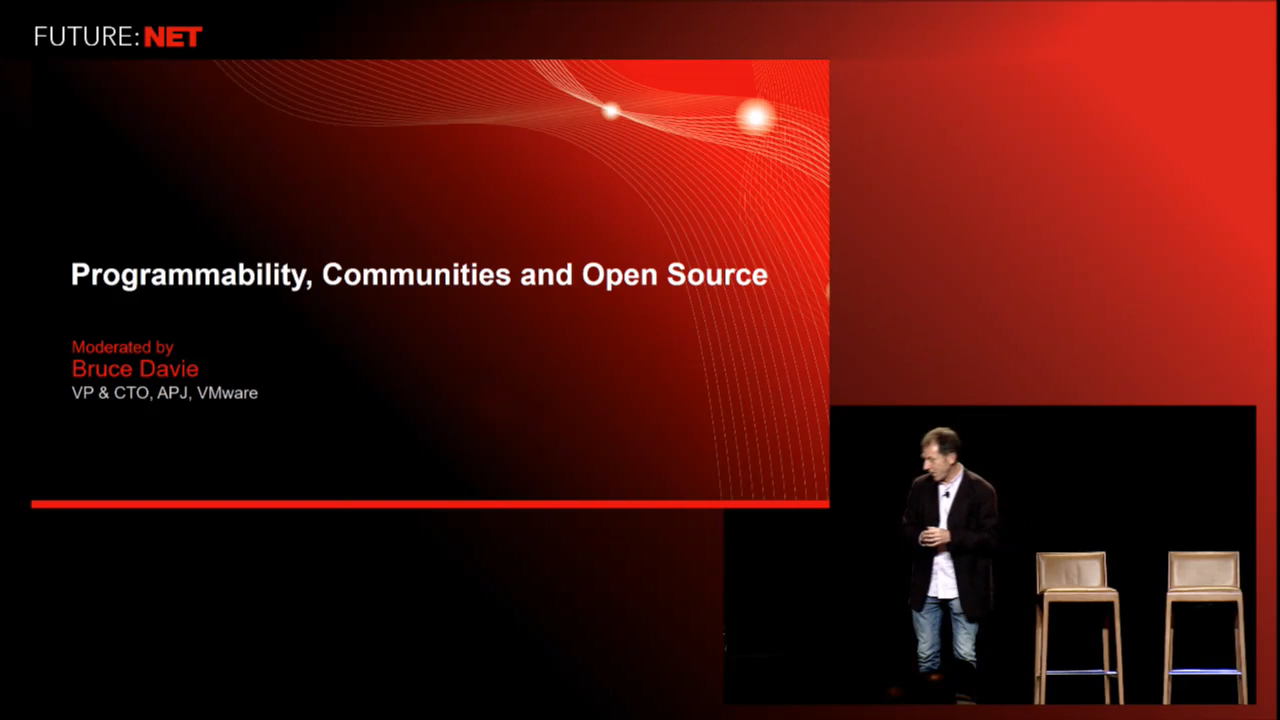 FUTURE:NET
Programmability, Communities and Open Source
Moderated by
Bruce Davie
VP & CTO, APJ, VMware